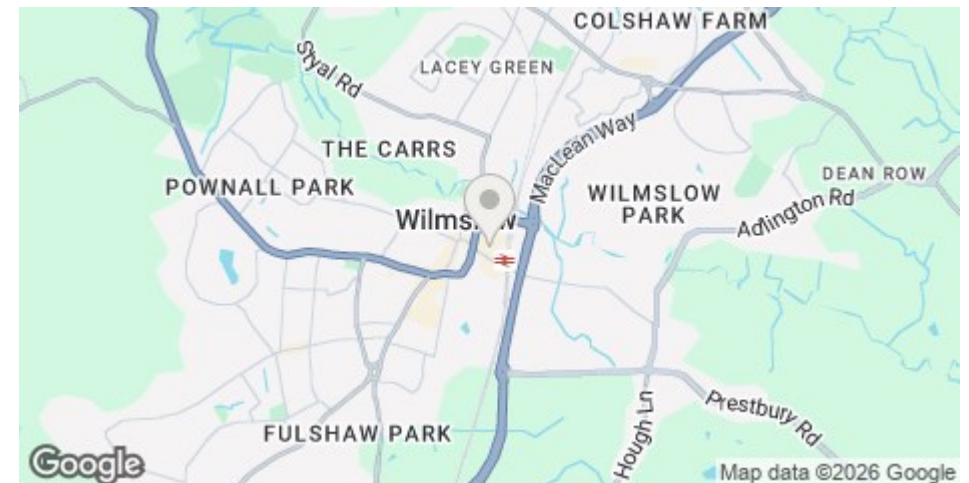 COLSHAW FARM
Styal Rd
LACEY GREEN
MacLean Way
THE CARRS
DEAN ROW
POWNALL PARK
WILMSLOW
PARK
Adlington Rd
Wilmslow
Prestbury Rd
Hough Ln
FULSHAW PARK
Google
Map data ©2026 Google